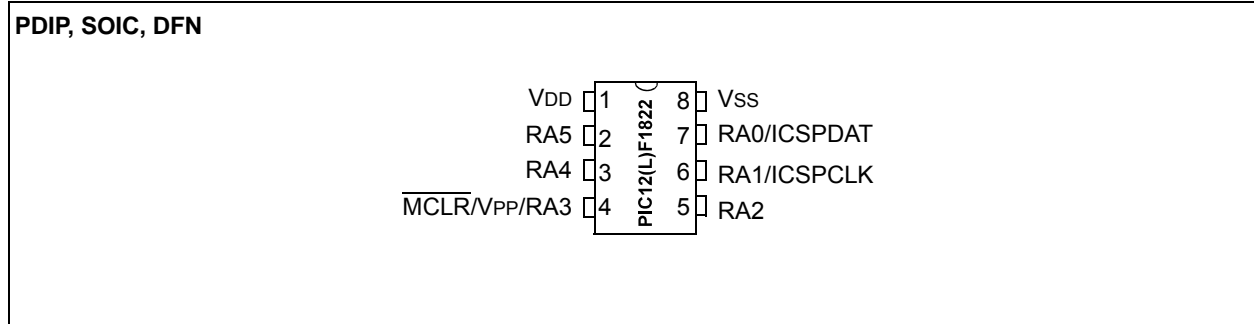 PDIP, SOIC, DFN
VDD 1 8 VSS
RA5 2 7 RA0/ICSPDAT
RA4 3 6 RA1/ICSPCLK
MCLR/VPP/RA3 4 5 RA2
PIC12(L)F1822